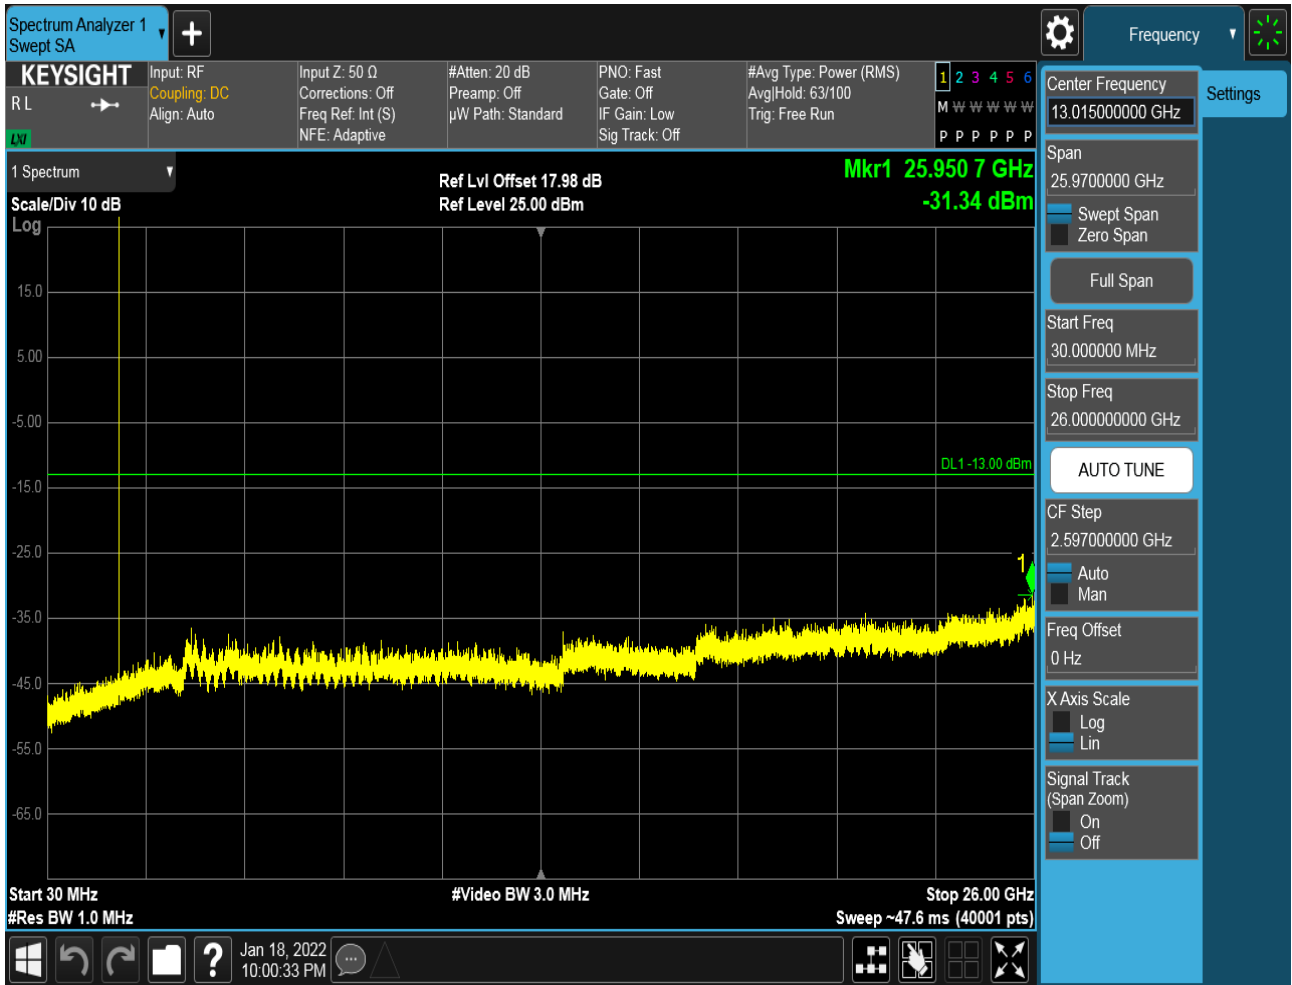 Spectrum Analyzer 1
Swept SA
+
Frequency
KEYSIGHT
R L
LXI
Input: RF
Coupling: DC
Align: Auto
Input Z: 50 Ω
Corrections: Off
Freq Ref: Int (S)
NFE: Adaptive
#Atten: 20 dB
Preamp: Off
µW Path: Standard
PNO: Fast
Gate: Off
IF Gain: Low
Sig Track: Off
#Avg Type: Power (RMS)
Avg|Hold: 63/100
Trig: Free Run
1 2 3 4 5 6
M W W W W W
P P P P P P
1 Spectrum
Scale/Div 10 dB
Log
Ref Lvl Offset 17.98 dB
Ref Level 25.00 dBm
Mkr1 25.950 7 GHz
-31.34 dBm
15.0
5.00
-5.00
-15.0
-25.0
-35.0
-45.0
-55.0
-65.0
DL1 -13.00 dBm
1
Start 30 MHz
#Res BW 1.0 MHz
#Video BW 3.0 MHz
Stop 26.00 GHz
Sweep ~47.6 ms (40001 pts)
?
Jan 18, 2022
10:00:33 PM
Center Frequency
13.015000000 GHz
Span
25.9700000 GHz
Swept Span
Zero Span
Full Span
Start Freq
30.000000 MHz
Stop Freq
26.000000000 GHz
AUTO TUNE
CF Step
2.597000000 GHz
Auto
Man
Freq Offset
0 Hz
X Axis Scale
Log
Lin
Signal Track
(Span Zoom)
On
Off
Settings